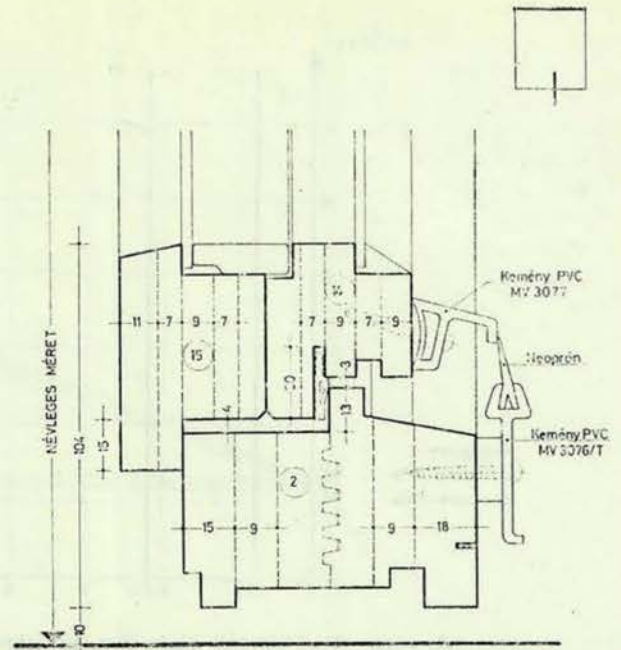 Kemény PVC
MV 3077
Neoprén
Kemény PVC
MV 3076/T
NÉVLEGES MÉRET
104
15
10
11 7 9 7
15
7 9 7 9
4
3
13
2
15 9 9 18